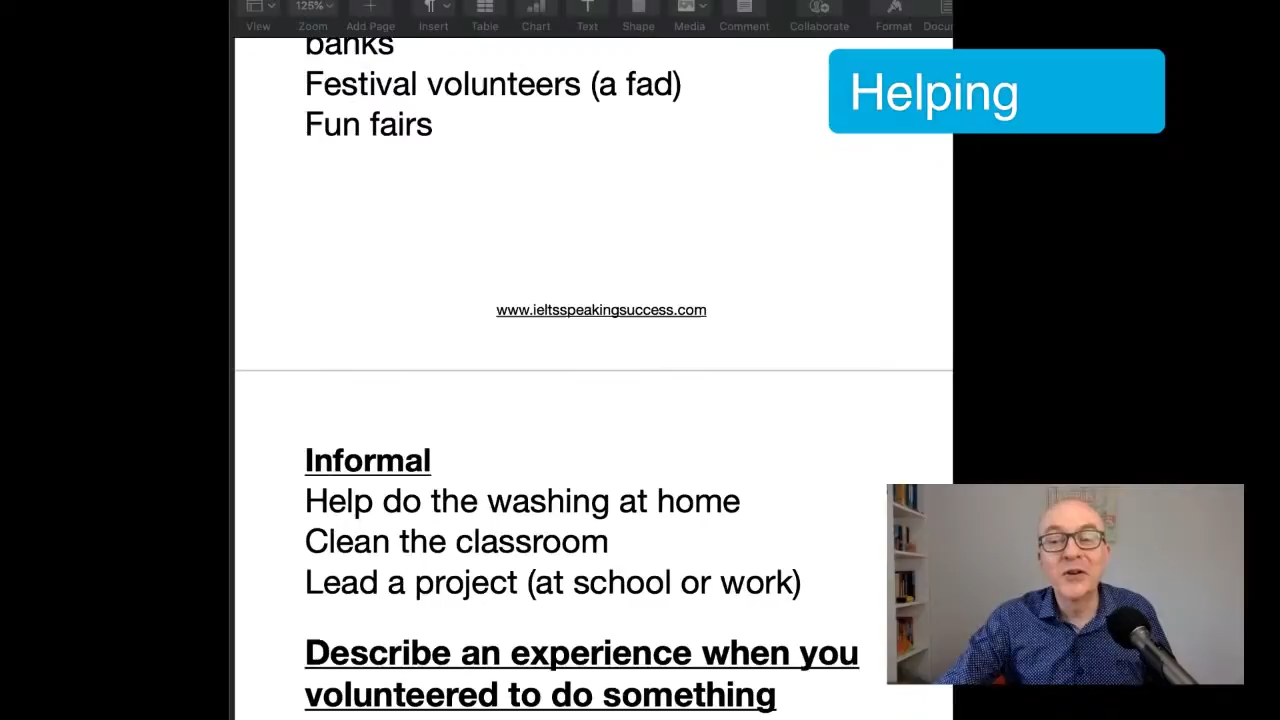 125%
View
Zoom
Add Page
Insert
Table
Chart
Text
Shape
Media
Comment
Collaborate
Format
Docu
banks
Festival volunteers (a fad)
Fun fairs
Helping
www.ieltsspeakingsuccess.com
Informal
Help do the washing at home
Clean the classroom
Lead a project (at school or work)
Describe an experience when you
volunteered to do something